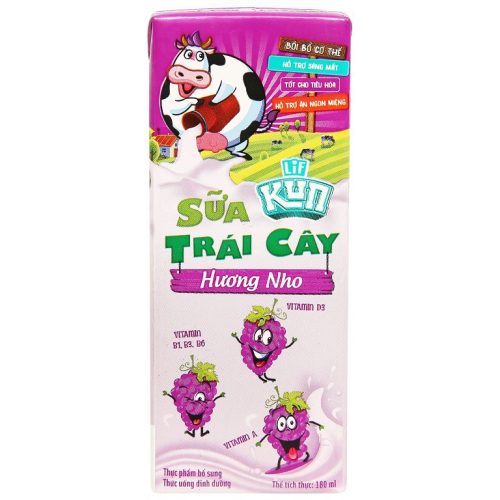 BỒI BỔ CƠ THỂ
HỖ TRỢ SÁNG MẮT
TỐT CHO TIÊU HÓA
HỖ TRỢ ĂN NGON MIỆNG
LiF
KUN
SỮA
TRÁI CÂY
Hương Nho
VITAMIN D3
VITAMIN
B1, B3, B6
VITAMIN A
Thực phẩm bổ sung
Thức uống dinh dưỡng
Thể tích thực: 180 ml